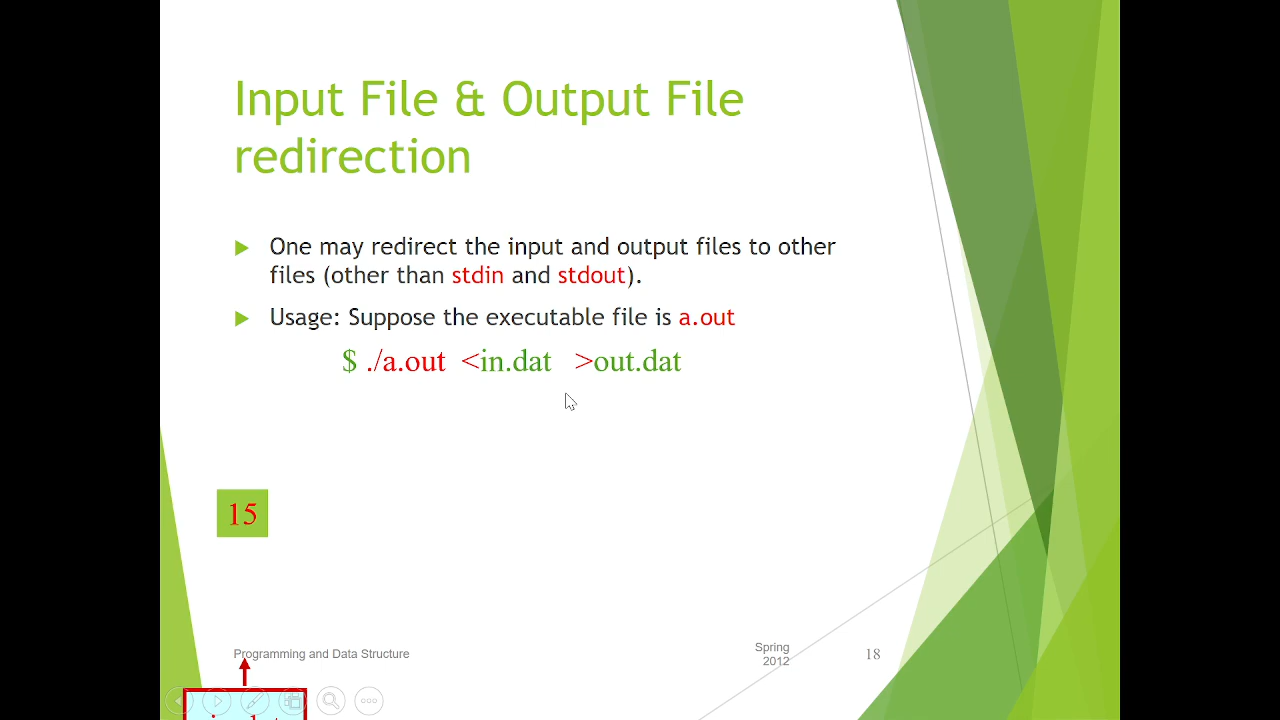 Input File & Output File
redirection
One may redirect the input and output files to other
files (other than stdin and stdout).
Usage: Suppose the executable file is a.out
$ ./a.out <in.dat >out.dat
15
Programming and Data Structure
Spring
2012
18